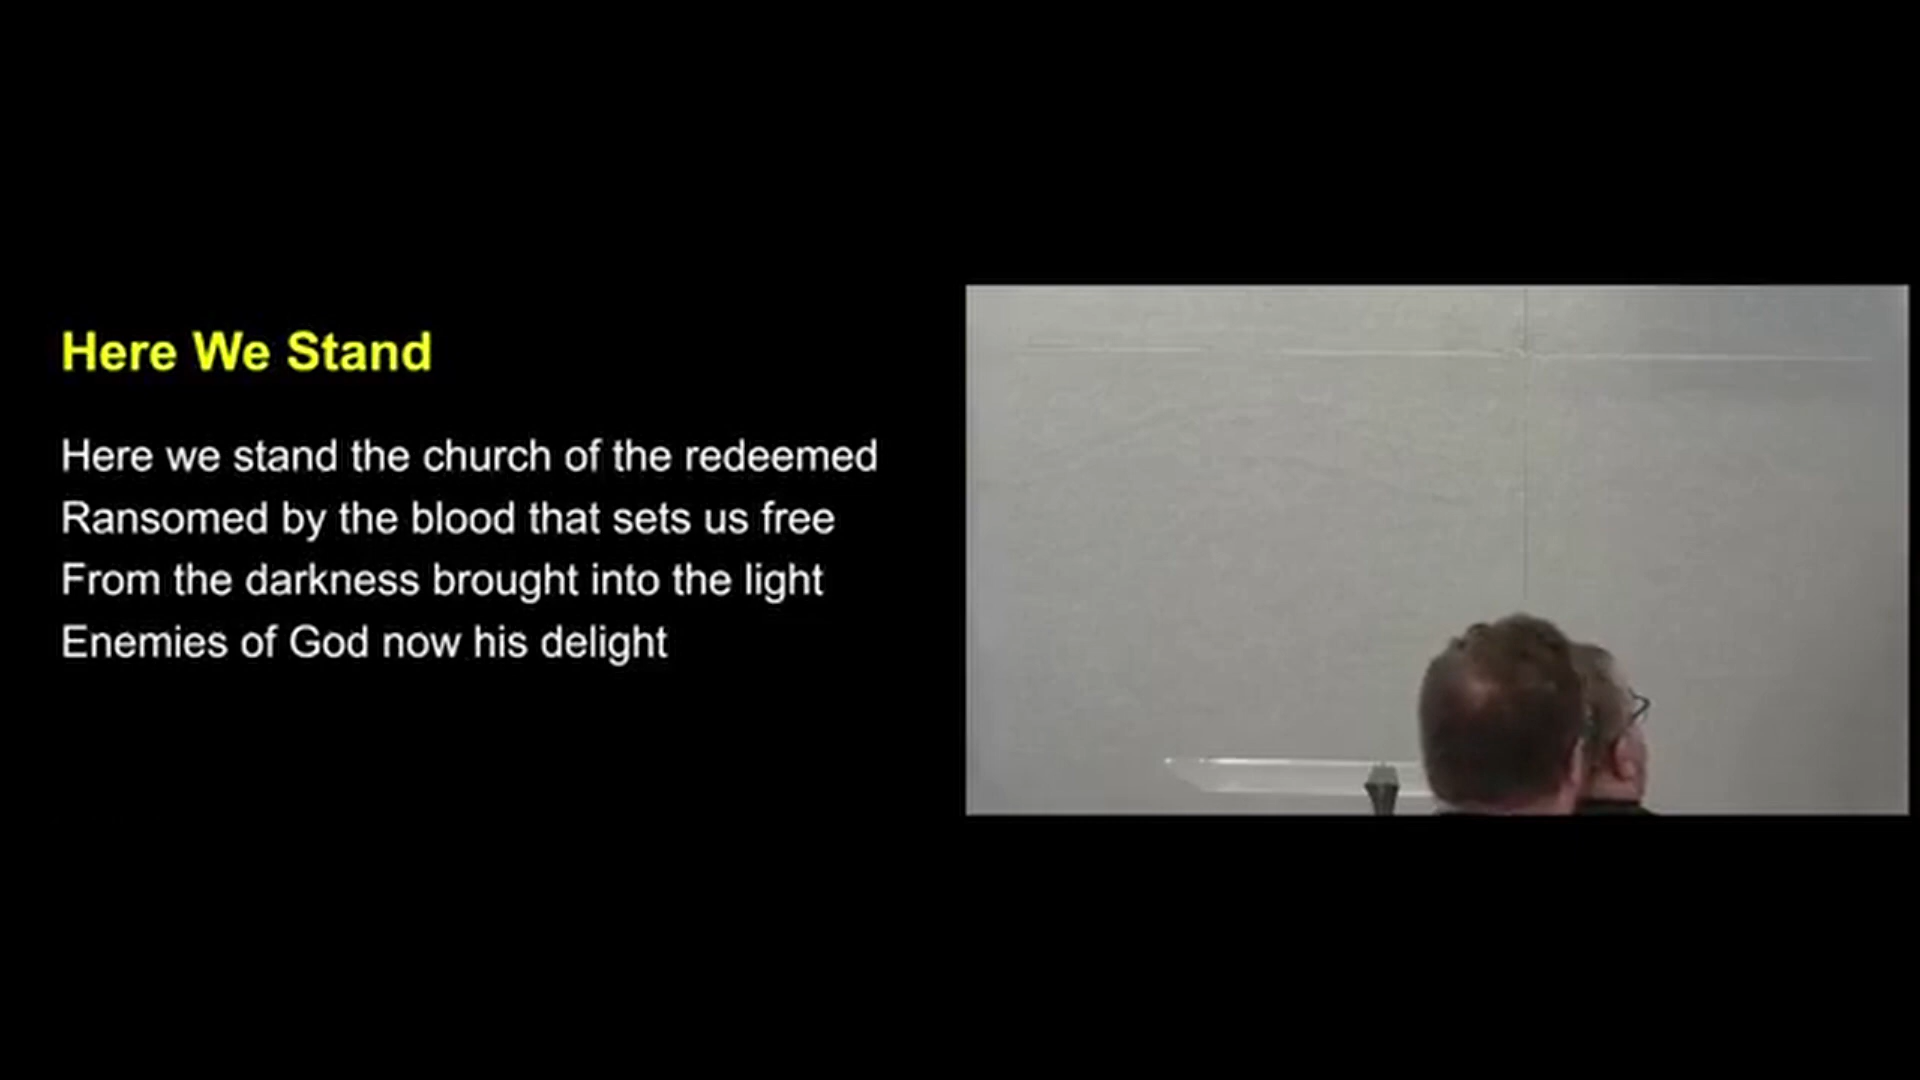 Here We Stand
Here we stand the church of the redeemed
Ransomed by the blood that sets us free
From the darkness brought into the light
Enemies of God now his delight